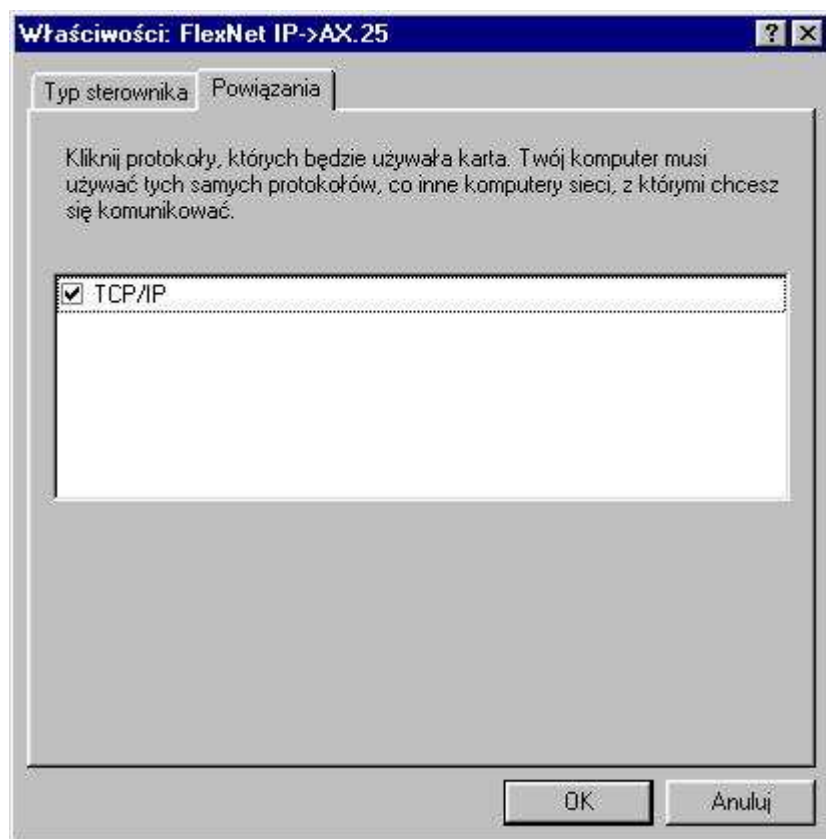 Właściwości: FlexNet IP->AX.25
Typ sterownika
Powiązania
Kliknij protokoły, których będzie używała karta. Twój komputer musi
używać tych samych protokołów, co inne komputery sieci, z którymi chcesz
się komunikować.
TCP/IP
OK
Anuluj